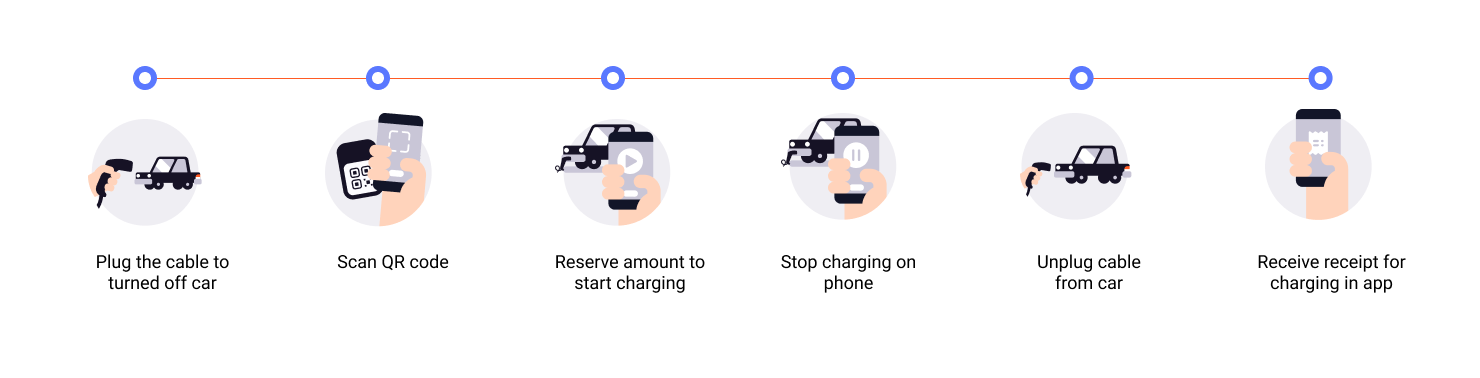 Plug the cable to
turned off car
Scan QR code
Reserve amount to
start charging
Stop charging on
phone
Unplug cable
from car
Receive receipt for
charging in app